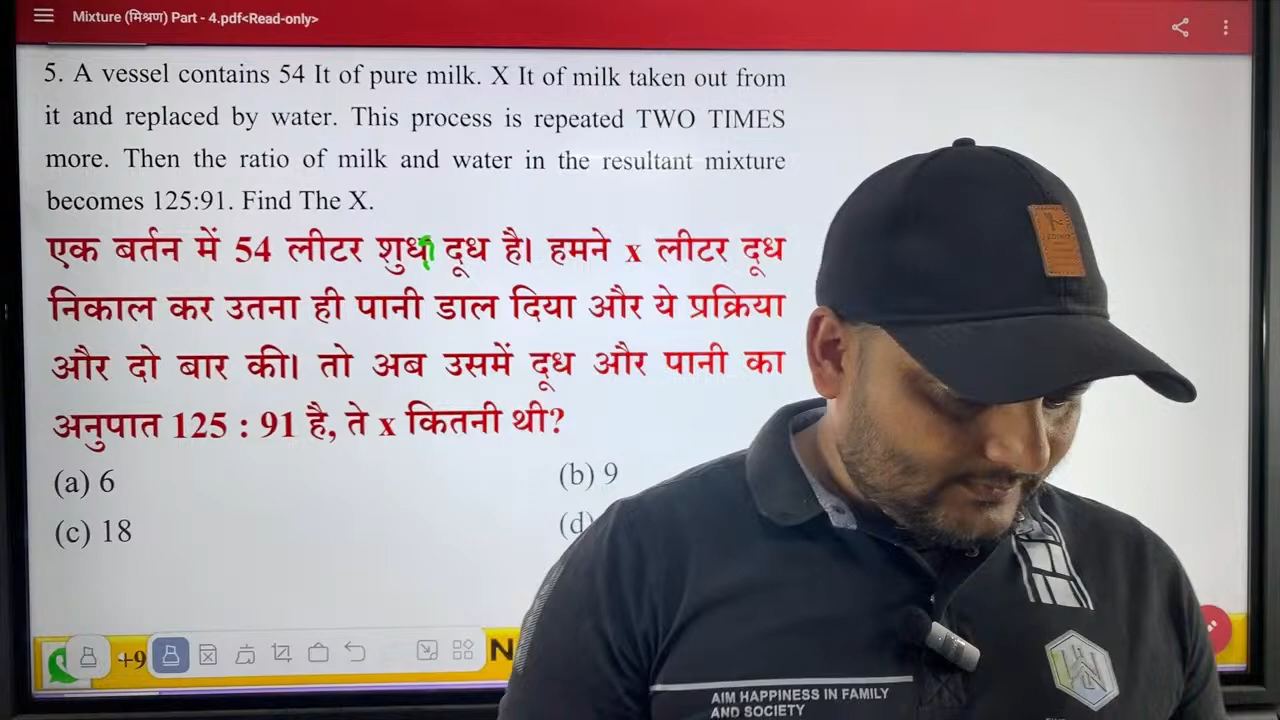 Mixture (मिश्रण) Part - 4.pdf<Read-only>
5. A vessel contains 54 It of pure milk. X It of milk taken out from
it and replaced by water. This process is repeated TWO TIMES
more. Then the ratio of milk and water in the resultant mixture
becomes 125:91. Find The X.
एक बर्तन में 54 लीटर शुध्ध दूध है। हमने x लीटर दूध
निकाल कर उतना ही पानी डाल दिया और ये प्रक्रिया
और दो बार की। तो अब उसमें दूध और पानी का
अनुपात 125 : 91 है, ते x कितनी थी?
(a) 6
(b) 9
(c) 18
(d)
+9
N
AIM HAPPINESS IN FAMILY
AND SOCIETY